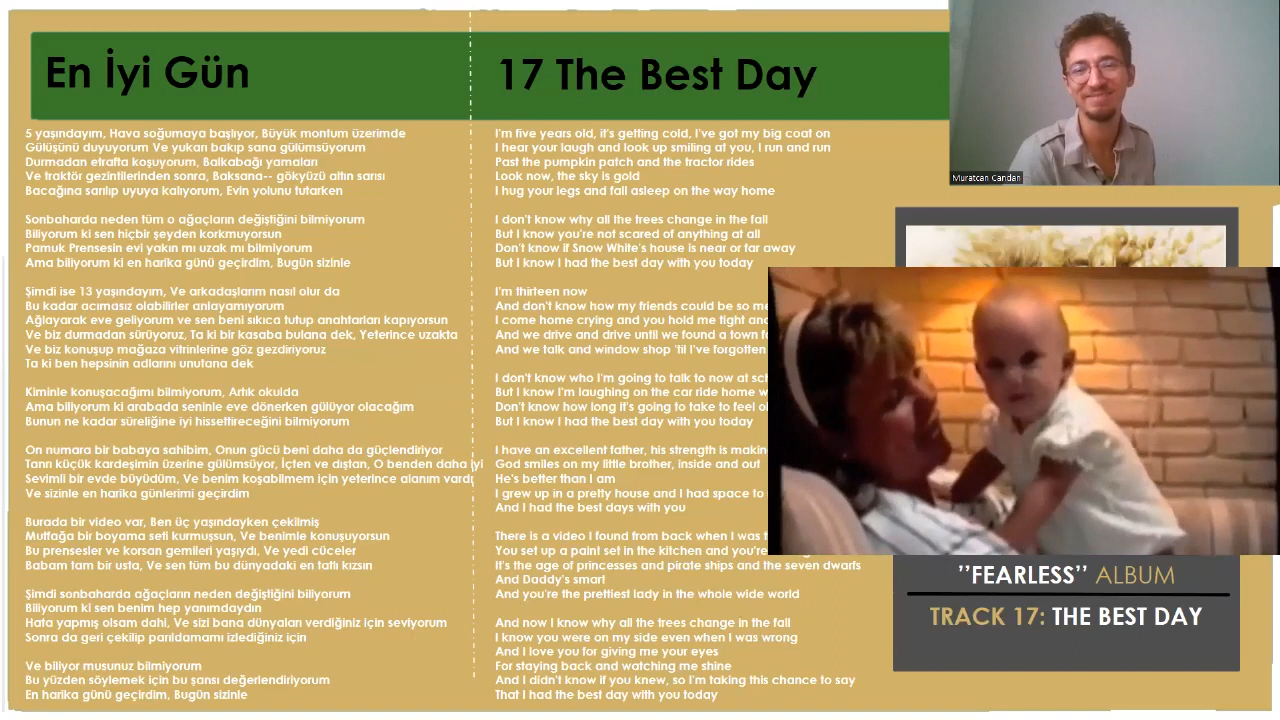 En İyi Gün
5 yaşındayım, Hava soğumaya başlıyor, Büyük montum üzerimde
Gülüşünü duyuyorum Ve yukarı bakıp sana gülümsüyorum
Durmadan etrafta koşuyorum, Balkabağı yamaları
Ve traktör gezintilerinden sonra, Baksana-- gökyüzü altın sarısı
Bacağına sarılıp uyuya kalıyorum, Evin yolunu tutarken
Sonbaharda neden tüm o ağaçların değiştiğini bilmiyorum
Biliyorum ki sen hiçbir şeyden korkmuyorsun
Pamuk Prensesin evi yakın mı uzak mı bilmiyorum
Ama biliyorum ki en harika günü geçirdim, Bugün sizinle
Şimdi ise 13 yaşındayım, Ve arkadaşlarım nasıl olur da
Bu kadar acımasız olabilirler anlayamıyorum
Ağlayarak eve geliyorum ve sen beni sıkıca tutup anahtarları kapıyorsun
Ve biz durmadan sürüyoruz, Ta ki bir kasaba bulana dek, Yeterince uzakta
Ve biz konuşup mağaza vitrinlerine göz gezdiriyoruz
Ta ki ben hepsinin adlarını unutana dek
Kiminle konuşacağımı bilmiyorum, Artık okulda
Ama biliyorum ki arabada seninle eve dönerken gülüyor olacağım
Bunun ne kadar süreliğine iyi hissettireceğini bilmiyorum
On numara bir babaya sahibim, Onun gücü beni daha da güçlendiriyor
Tanrı küçük kardeşimin üzerine gülümsüyor, İçten ve dıştan, O benden daha iyi
Sevimli bir evde büyüdüm, Ve benim koşabilmem için yeterince alanım vardı
Ve sizinle en harika günlerimi geçirdim
Burada bir video var, Ben üç yaşındayken çekilmiş
Mutfağa bir boyama seti kurmuşsun, Ve benimle konuşuyorsun
Bu prensesler ve korsan gemileri yaşıydı, Ve yedi cüceler
Babam tam bir usta, Ve sen tüm bu dünyadaki en tatlı kızsın
Şimdi sonbaharda ağaçların neden değiştiğini biliyorum
Biliyorum ki sen benim hep yanımdaydın
Hata yapmış olsam dahi, Ve sizi bana dünyaları verdiğiniz için seviyorum
Sonra da geri çekilip parıldamamı izlediğiniz için
Ve biliyor musunuz bilmiyorum
Bu yüzden söylemek için bu şansı değerlendiriyorum
En harika günü geçirdim, Bugün sizinle
17 The Best Day
I'm five years old, it's getting cold, I've got my big coat on
I hear your laugh and look up smiling at you, I run and run
Past the pumpkin patch and the tractor rides
Look now, the sky is gold
I hug your legs and fall asleep on the way home
I don't know why all the trees change in the fall
But I know you're not scared of anything at all
Don't know if Snow White's house is near or far away
But I know I had the best day with you today
I'm thirteen now
And don't know how my friends could be so
I come home crying and you hold me tight
And we drive and drive until we found a town
And we talk and window shop 'til I've forgotten
I don't know who I'm going to talk to now at
But I know I'm laughing on the car ride home
Don't know how long it's going to take to feel
But I know I had the best day with you today
I have an excellent father, his strength is
God smiles on my little brother, inside and out
He's better than I am
I grew up in a pretty house and I had space to
And I had the best days with you
There is a video I found from back when I was
You set up a paint set in the kitchen and you're
It's the age of princesses and pirate ships and the seven dwarfs
And Daddy's smart
And you're the prettiest lady in the whole wide world
And now I know why all the trees change in the fall
I know you were on my side even when I was wrong
And I love you for giving me your eyes
For staying back and watching me shine
And I didn't know if you knew, so I'm taking this chance to say
That I had the best day with you today
Muratcan Candan
''FEARLESS'' ALBUM
TRACK 17: THE BEST DAY